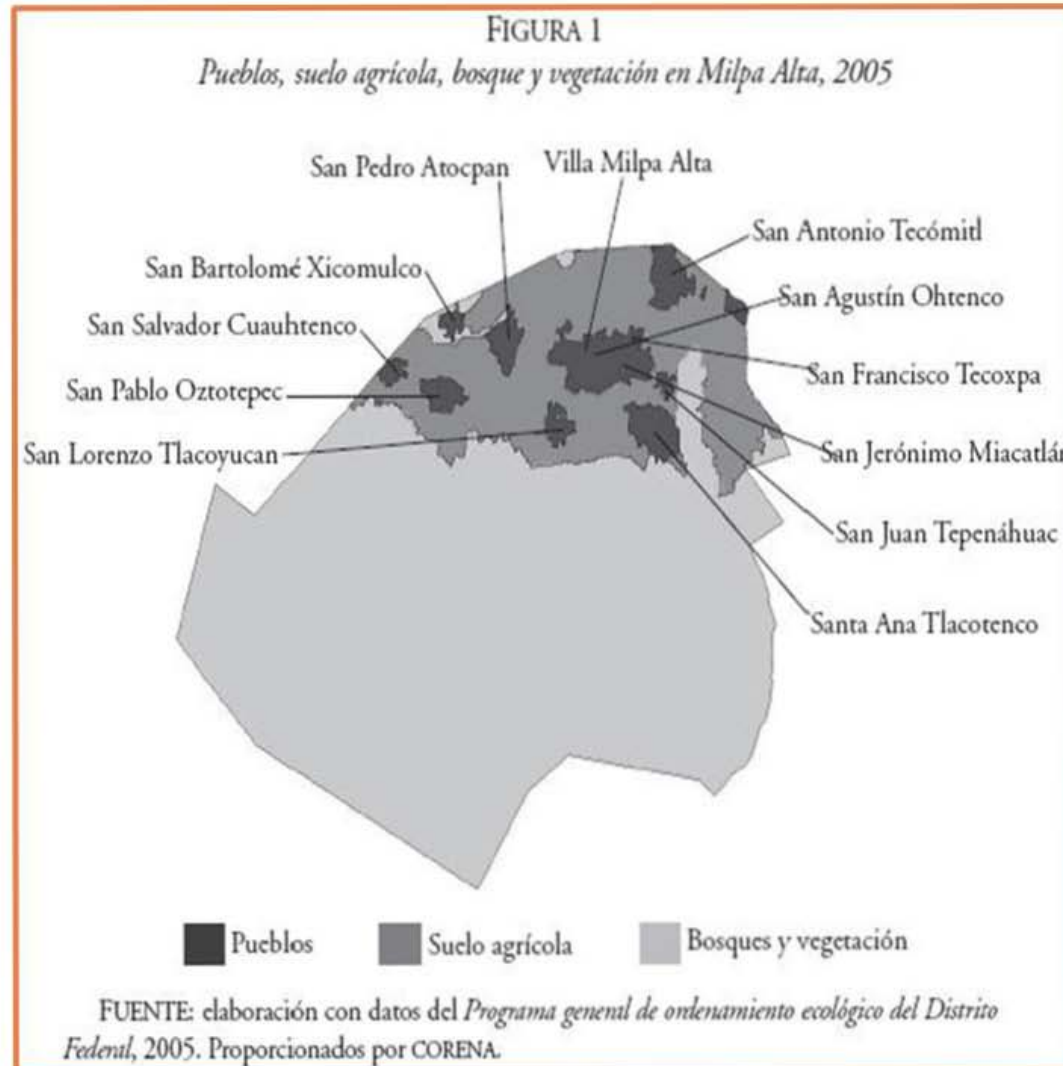 FIGURA 1
Pueblos, suelo agrícola, bosque y vegetación en Milpa Alta, 2005
San Pedro Atocpan
Villa Milpa Alta
San Antonio Tecómitl
San Bartolomé Xicomulco
San Agustín Ohtenco
San Salvador Cuauhtenco
San Francisco Tecoxpa
San Pablo Oztotepec
San Lorenzo Tlacoyucan
San Jerónimo Miacatlán
San Juan Tepenáhuac
Santa Ana Tlacotenco
Pueblos
Suelo agrícola
Bosques y vegetación
FUENTE: elaboración con datos del Programa general de ordenamiento ecológico del Distrito
Federal, 2005. Proporcionados por CORENA.